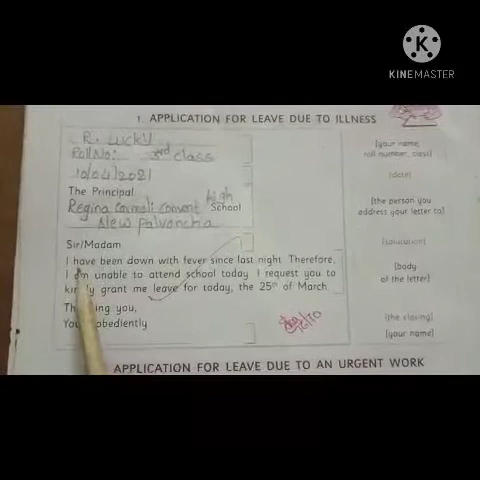 KINEMASTER
1. APPLICATION FOR LEAVE DUE TO ILLNESS
R. Lucky
Roll No: 3rd class
10/04/2021
The Principal
Regina Carmeli Convent High School
New Palvoncha
Sir/Madam
I have been down with fever since last night. Therefore,
I am unable to attend school today. I request you to
kindly grant me leave for today, the 25th of March.
Thanking you,
obediently
[your name,
roll number, class]
[date]
[the person you
address your letter to]
[salutation]
[body
of the letter]
[the closing]
[your name]
APPLICATION FOR LEAVE DUE TO AN URGENT WORK